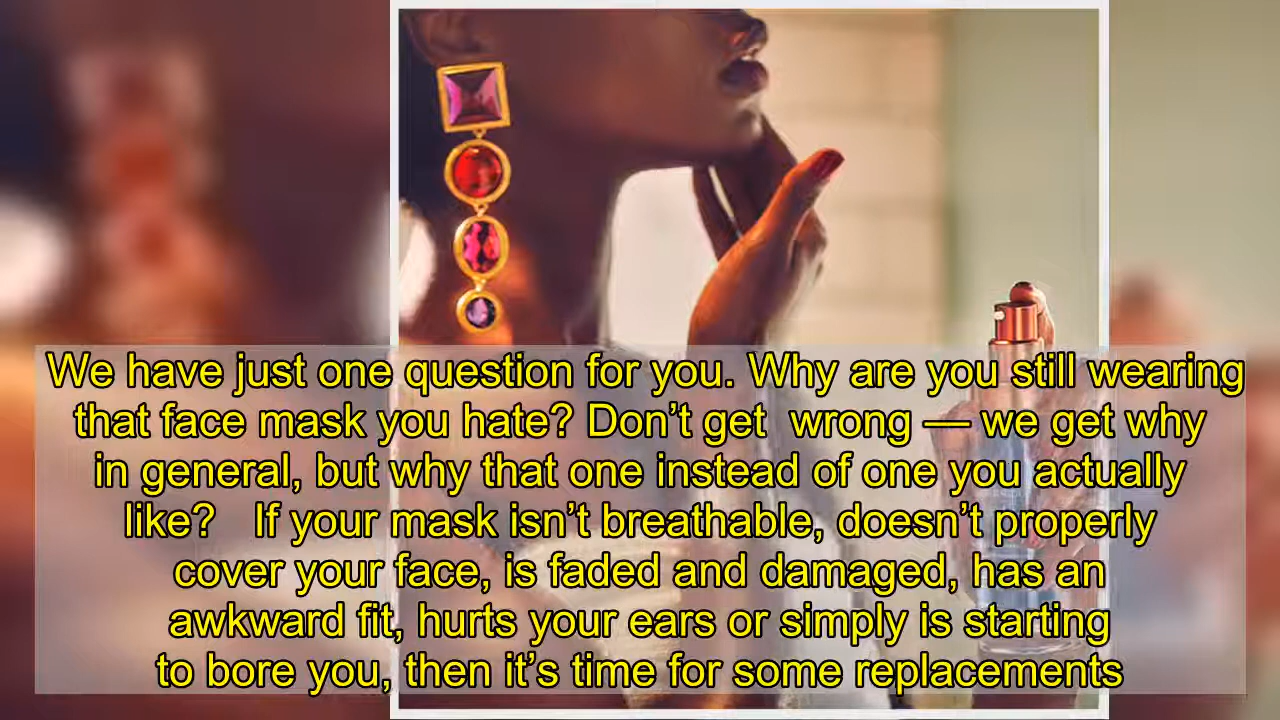 We have just one question for you. Why are you still wearing
that face mask you hate? Don’t get  wrong — we get why
in general, but why that one instead of one you actually
like?   If your mask isn’t breathable, doesn’t properly
cover your face, is faded and damaged, has an
awkward fit, hurts your ears or simply is starting
to bore you, then it’s time for some replacements